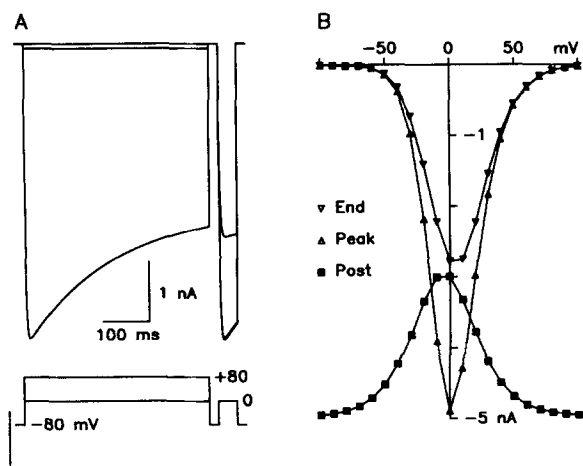 A
1 nA
100 ms
+80
0
−80 mV
B
−50 0 50 mV
−1
▿ End
▵ Peak
■ Post
−5 nA